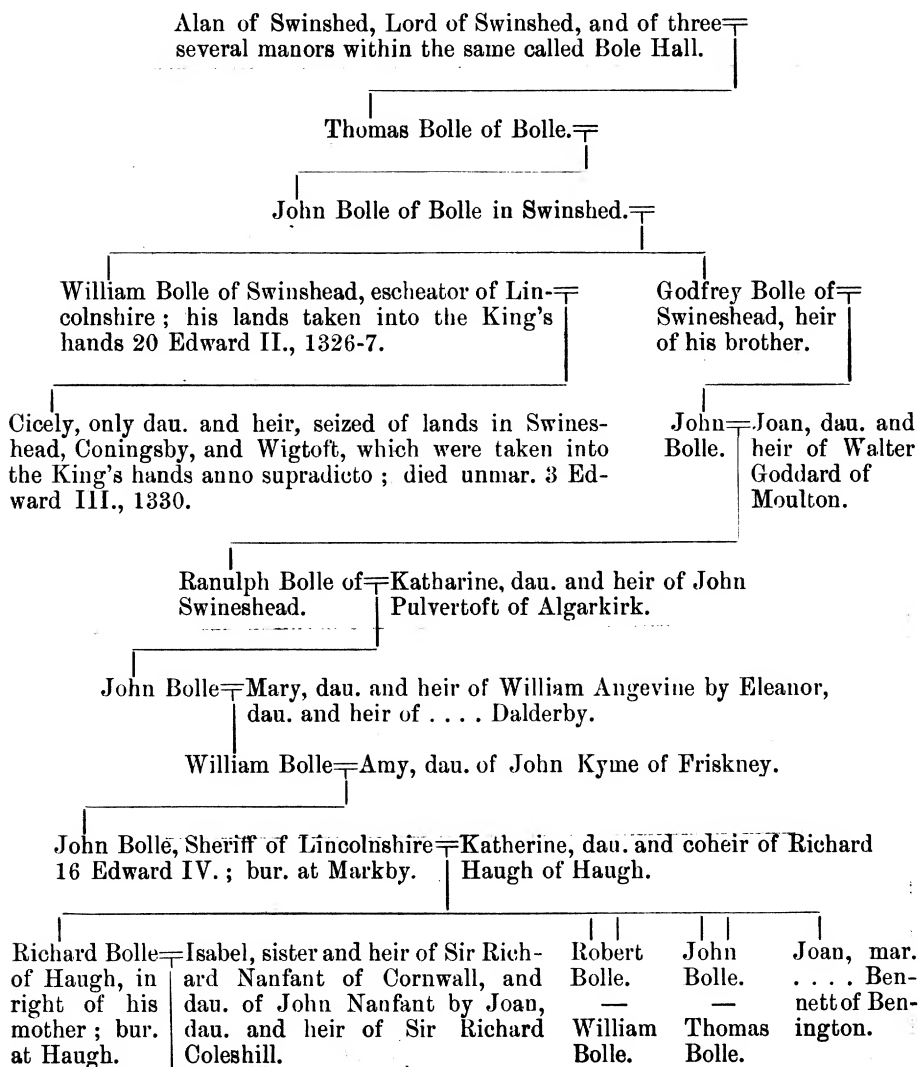 Alan of Swinshed, Lord of Swinshed, and of three
several manors within the same called Bole Hall.
Thomas Bolle of Bolle.
John Bolle of Bolle in Swinshed.
William Bolle of Swinshead, escheator of Lin-
colnshire ; his lands taken into the King's
hands 20 Edward II., 1326-7.
Godfrey Bolle of
Swineshead, heir
of his brother.
Cicely, only dau. and heir, seized of lands in Swines-
head, Coningsby, and Wigtoft, which were taken into
the King's hands anno supradicto ; died unmar. 3 Ed-
ward III., 1330.
John
Bolle.
Joan, dau. and
heir of Walter
Goddard of
Moulton.
Ranulph Bolle of
Swineshead.
Katharine, dau. and heir of John
Pulvertoft of Algarkirk.
John Bolle
Mary, dau. and heir of William Angevine by Eleanor,
dau. and heir of . . . . Dalderby.
William Bolle
Amy, dau. of John Kyme of Friskney.
John Bolle, Sheriff of Lincolnshire
16 Edward IV. ; bur. at Markby.
Katherine, dau. and coheir of Richard
Haugh of Haugh.
Richard Bolle
of Haugh, in
right of his
mother ; bur.
at Haugh.
Isabel, sister and heir of Sir Rich-
ard Nanfant of Cornwall, and
dau. of John Nanfant by Joan,
dau. and heir of Sir Richard
Coleshill.
Robert
Bolle.
—
William
Bolle.
John
Bolle.
—
Thomas
Bolle.
Joan, mar.
. . . . Ben-
nett of Ben-
ington.